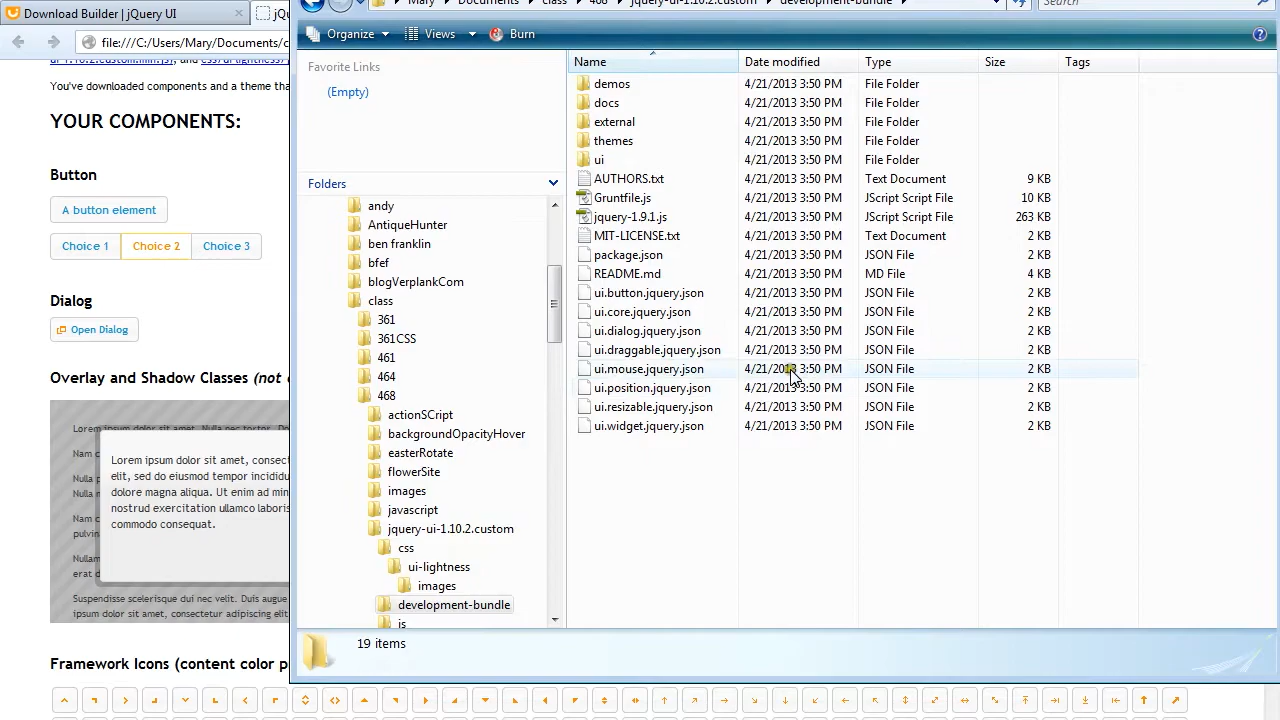 Download Builder | jQuery UI
jQu
Mary Documents class 468 jquery-ui-1.10.2.custom development-bundle
Search
file:///C:/Users/Mary/Documents/c
Organize Views Burn
You've downloaded components and a theme tha
YOUR COMPONENTS:
Button
A button element
Choice 1 Choice 2 Choice 3
Dialog
Open Dialog
Overlay and Shadow Classes (not c
Lorem ipsum dolor sit amet, consect
elit, sed do eiusmod tempor incididu
dolore magna aliqua. Ut enim ad min
nostrud exercitation ullamco laboris
commodo consequat.
Suspendisse scelerisque dui nec velit. Duis augue
ipsum dolor sit amet, consectetur adipiscing elit
Framework Icons (content color p
Favorite Links
(Empty)
Folders
andy
AntiqueHunter
ben franklin
bfef
blogVerplankCom
class
361
361CSS
461
464
468
actionSCript
backgroundOpacityHover
easterRotate
flowerSite
images
javascript
jquery-ui-1.10.2.custom
css
ui-lightness
images
development-bundle
js
Name Date modified Type Size Tags
demos 4/21/2013 3:50 PM File Folder
docs 4/21/2013 3:50 PM File Folder
external 4/21/2013 3:50 PM File Folder
themes 4/21/2013 3:50 PM File Folder
ui 4/21/2013 3:50 PM File Folder
AUTHORS.txt 4/21/2013 3:50 PM Text Document 9 KB
Gruntfile.js 4/21/2013 3:50 PM JScript Script File 10 KB
jquery-1.9.1.js 4/21/2013 3:50 PM JScript Script File 263 KB
MIT-LICENSE.txt 4/21/2013 3:50 PM Text Document 2 KB
package.json 4/21/2013 3:50 PM JSON File 2 KB
README.md 4/21/2013 3:50 PM MD File 4 KB
ui.button.jquery.json 4/21/2013 3:50 PM JSON File 2 KB
ui.core.jquery.json 4/21/2013 3:50 PM JSON File 2 KB
ui.dialog.jquery.json 4/21/2013 3:50 PM JSON File 2 KB
ui.draggable.jquery.json 4/21/2013 3:50 PM JSON File 2 KB
ui.mouse.jquery.json 4/21/2013 3:50 PM JSON File 2 KB
ui.position.jquery.json 4/21/2013 3:50 PM JSON File 2 KB
ui.resizable.jquery.json 4/21/2013 3:50 PM JSON File 2 KB
ui.widget.jquery.json 4/21/2013 3:50 PM JSON File 2 KB
19 items